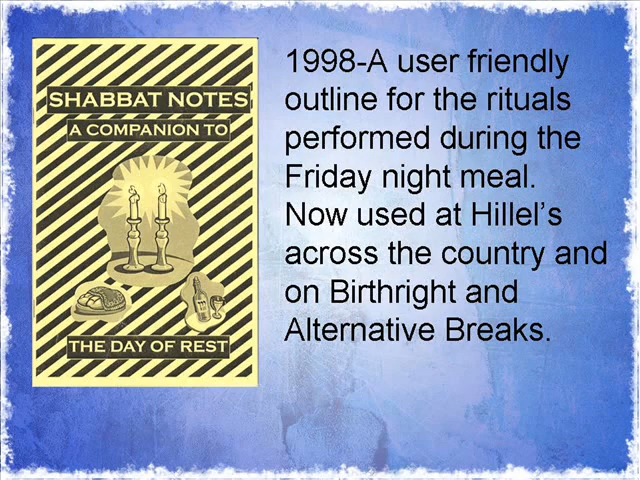 SHABBAT NOTES
A COMPANION TO
THE DAY OF REST
1998-A user friendly
outline for the rituals
performed during the
Friday night meal.
Now used at Hillel's
across the country and
on Birthright and
Alternative Breaks.